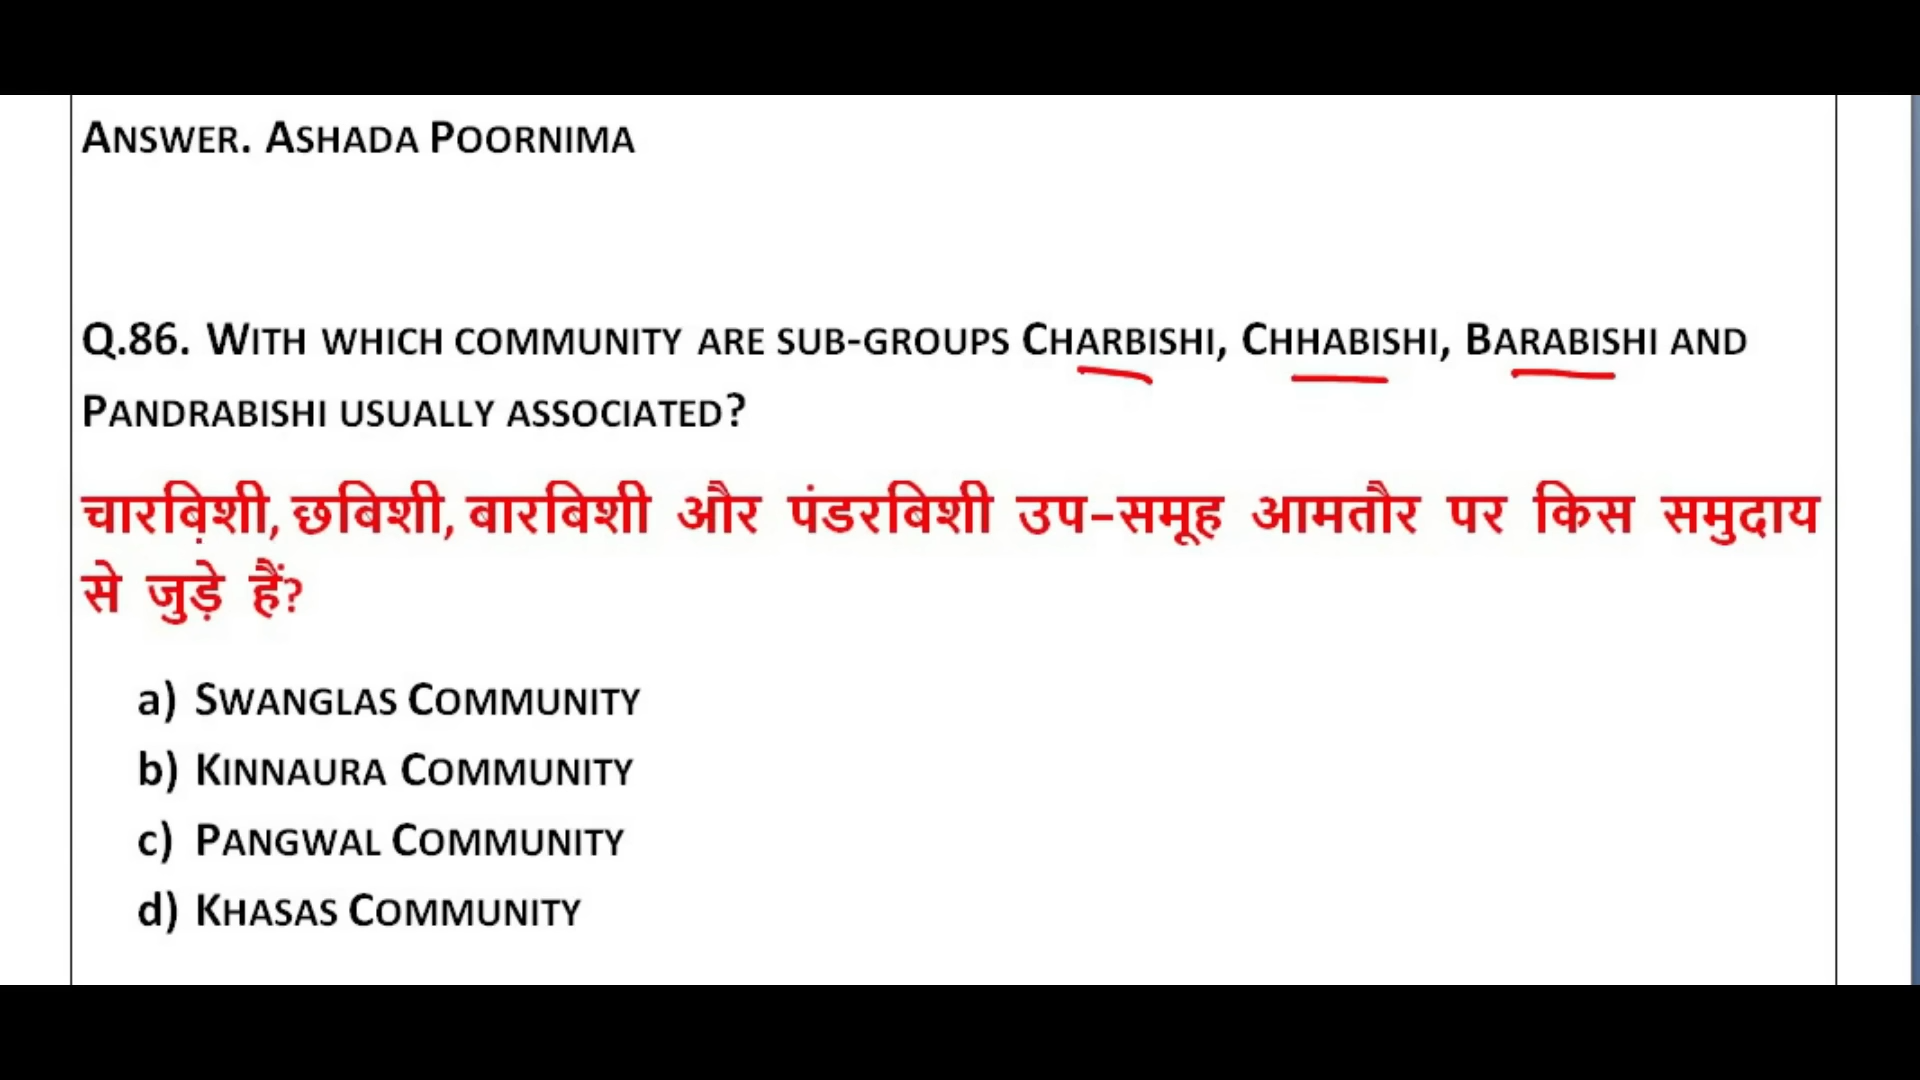 ANSWER. ASHADA POORNIMA
Q.86. WITH WHICH COMMUNITY ARE SUB-GROUPS CHARBISHI, CHHABISHI, BARABISHI AND
PANDRABISHI USUALLY ASSOCIATED?
चारबिशी, छबिशी, बारबिशी और पंडरबिशी उप-समूह आमतौर पर किस समुदाय
से जुड़े हैं?
a) SWANGLAS COMMUNITY
b) KINNAURA COMMUNITY
c) PANGWAL COMMUNITY
d) KHASAS COMMUNITY